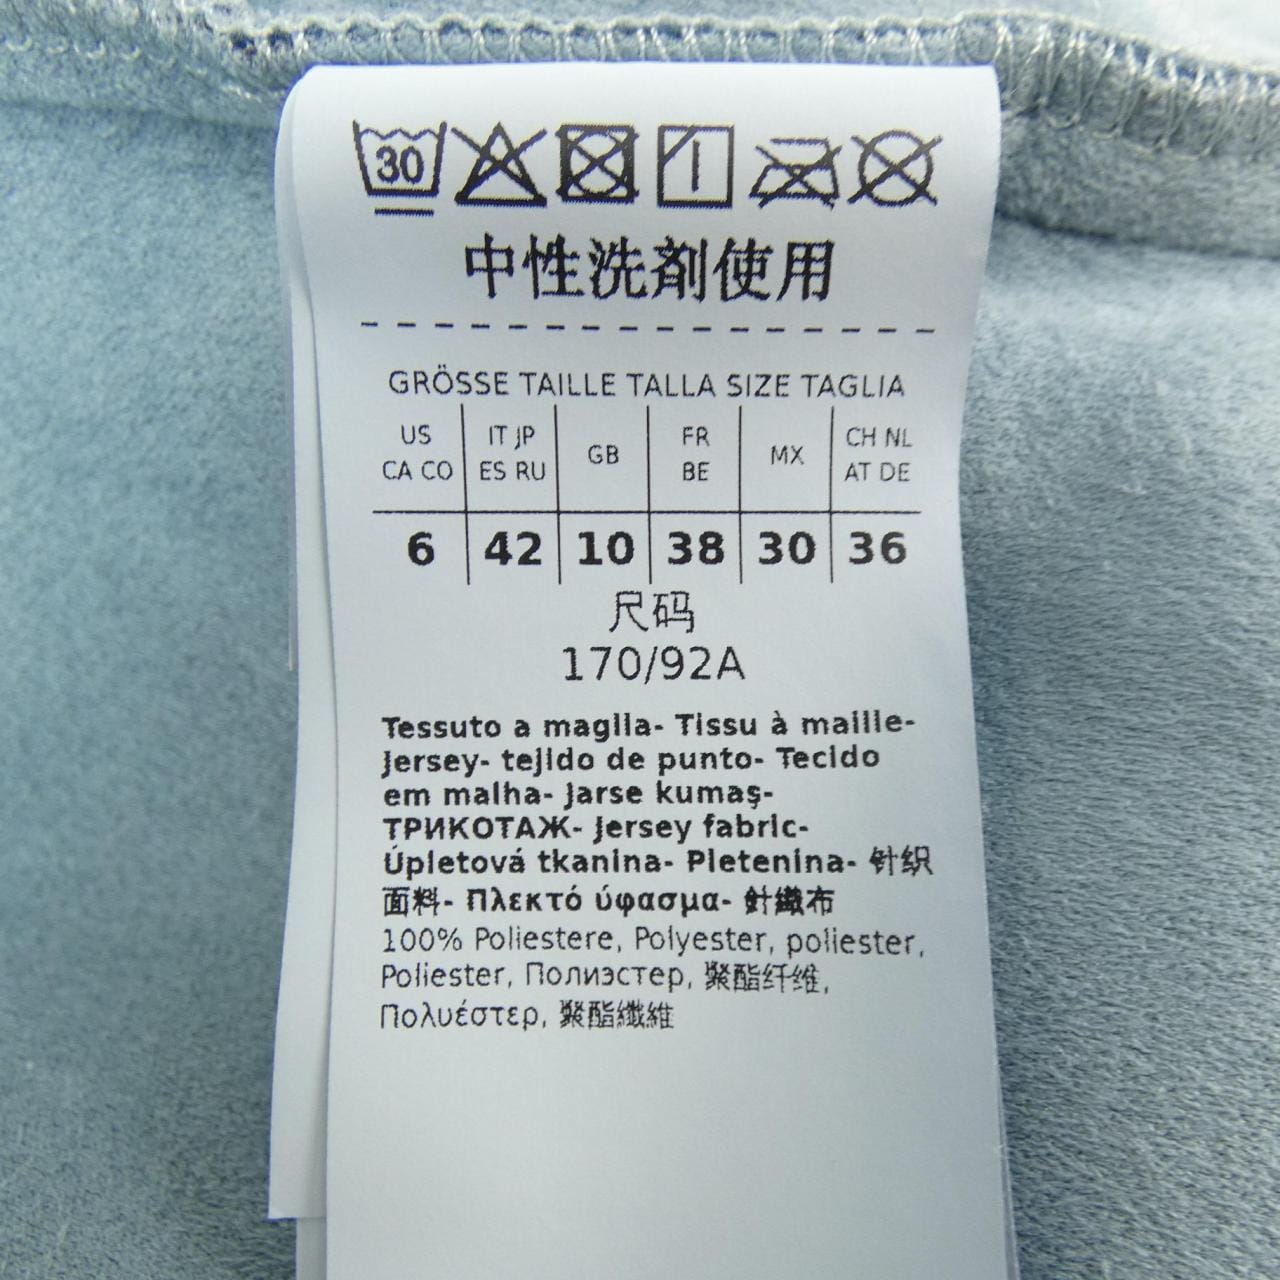 30
中性洗剤使用
GRÖSSE TAILLE TALLA SIZE TAGLIA
US CA CO | IT JP ES RU | GB | FR BE | MX | CH NL AT DE
6 | 42 | 10 | 38 | 30 | 36
尺码
170/92A
Tessuto a maglia- Tissu à maille-
Jersey- tejido de punto- Tecido
em malha- Jarse kumaş-
ТРИКОТАЖ- Jersey fabric-
Úpletová tkanina- Pletenina- 针织
面料- Πλεκτό ύφασμα- 針織布
100% Poliestere, Polyester, poliester,
Poliester, Полиэстер, 聚酯纤维,
Πολυέστερ, 聚酯纖維